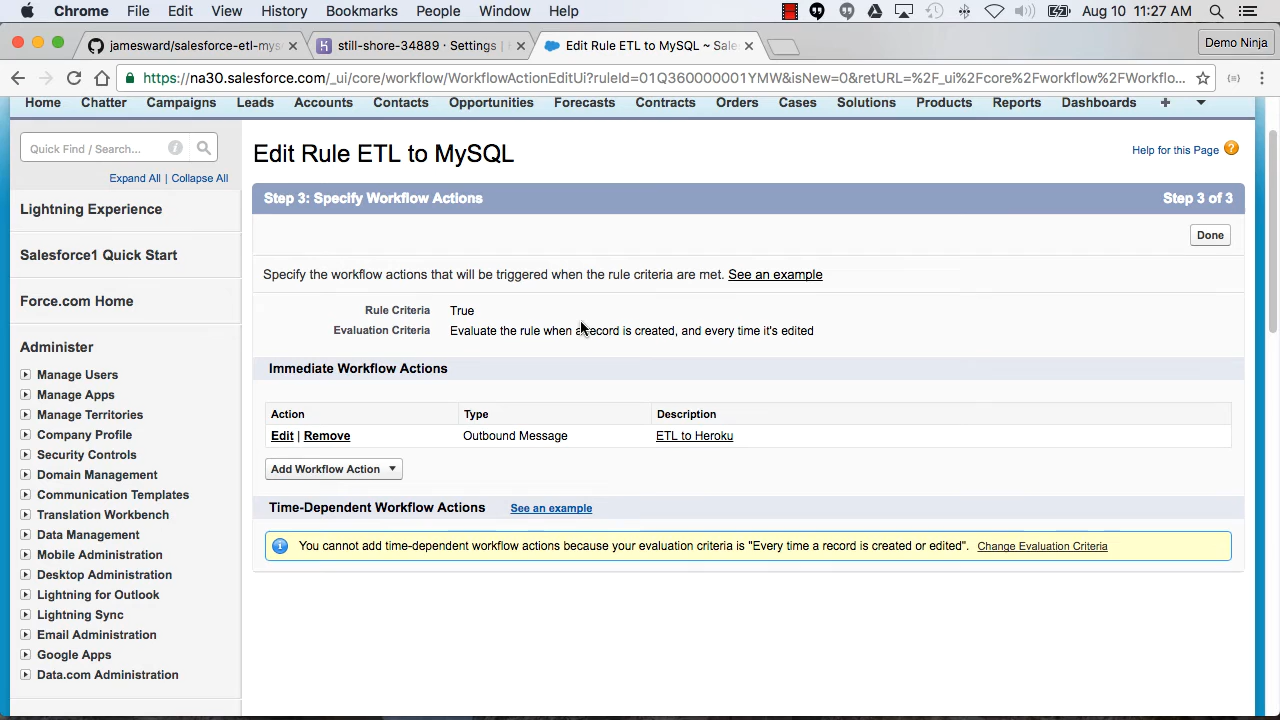 Chrome File Edit View History Bookmarks People Window Help Aug 10 11:27 AM
jamesward/salesforce-etl-mys still-shore-34889 · Settings | Edit Rule ETL to MySQL ~ Sale Demo Ninja
https://na30.salesforce.com/_ui/core/workflow/WorkflowActionEditUi?ruleId=01Q360000001YMW&isNew=0&retURL=%2F_ui%2Fcore%2Fworkflow%2FWorkflo...
Home Chatter Campaigns Leads Accounts Contacts Opportunities Forecasts Contracts Orders Cases Solutions Products Reports Dashboards +
Quick Find / Search...
Expand All | Collapse All
Lightning Experience
Salesforce1 Quick Start
Force.com Home
Administer
Manage Users
Manage Apps
Manage Territories
Company Profile
Security Controls
Domain Management
Communication Templates
Translation Workbench
Data Management
Mobile Administration
Desktop Administration
Lightning for Outlook
Lightning Sync
Email Administration
Google Apps
Data.com Administration
Edit Rule ETL to MySQL
Help for this Page ?
Step 3: Specify Workflow Actions Step 3 of 3
Done
Specify the workflow actions that will be triggered when the rule criteria are met. See an example
Rule Criteria True
Evaluation Criteria Evaluate the rule when a record is created, and every time it's edited
Immediate Workflow Actions
Action Type Description
Edit | Remove Outbound Message ETL to Heroku
Add Workflow Action
Time-Dependent Workflow Actions See an example
You cannot add time-dependent workflow actions because your evaluation criteria is "Every time a record is created or edited". Change Evaluation Criteria